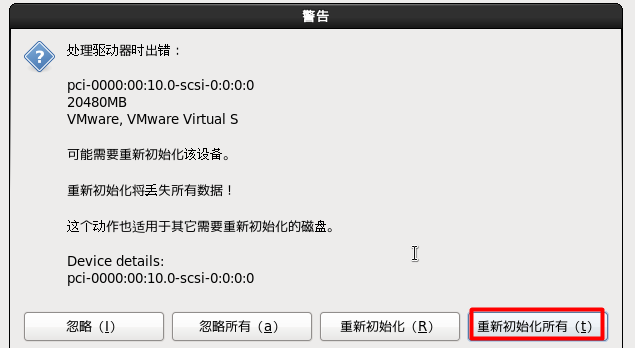 警告
处理驱动器时出错：
pci-0000:00:10.0-scsi-0:0:0:0
20480MB
VMware, VMware Virtual S
可能需要重新初始化该设备。
重新初始化将丢失所有数据！
这个动作也适用于其它需要重新初始化的磁盘。
Device details:
pci-0000:00:10.0-scsi-0:0:0:0
忽略（I） 忽略所有（a） 重新初始化（R） 重新初始化所有（t）